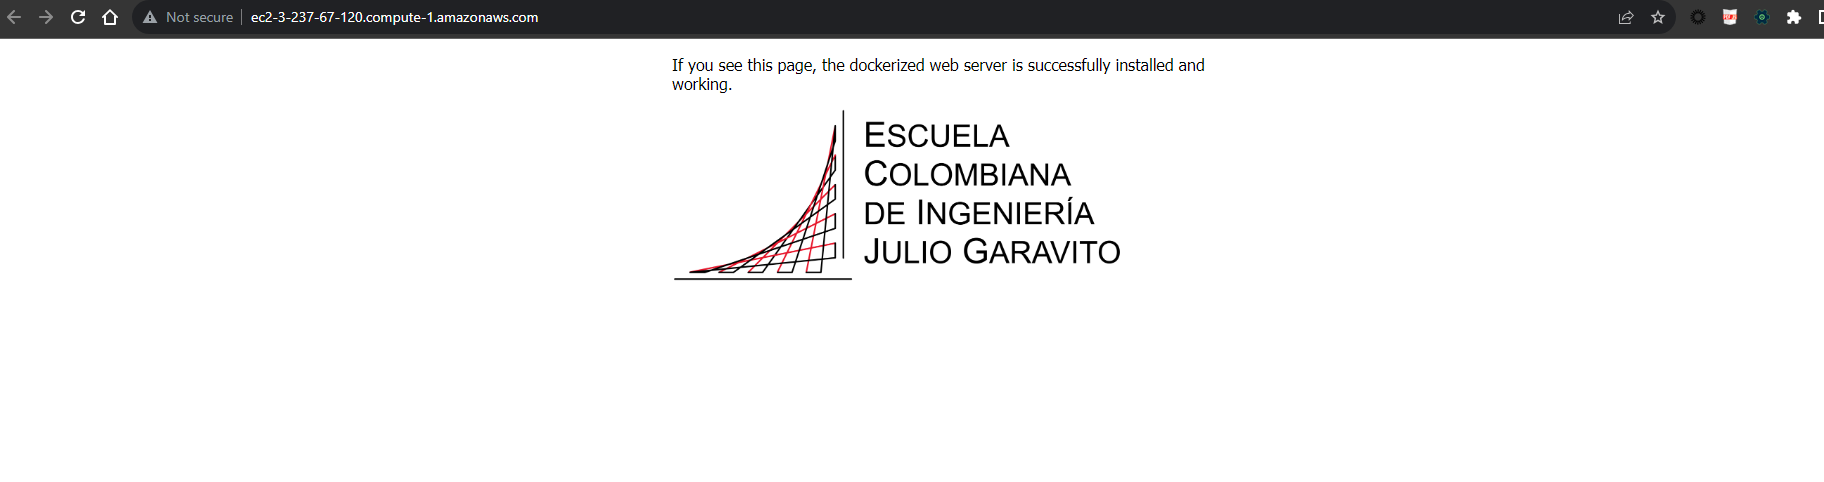 Not secure ec2-3-237-67-120.compute-1.amazonaws.com
If you see this page, the dockerized web server is successfully installed and
working.
ESCUELA
COLOMBIANA
DE INGENIERÍA
JULIO GARAVITO